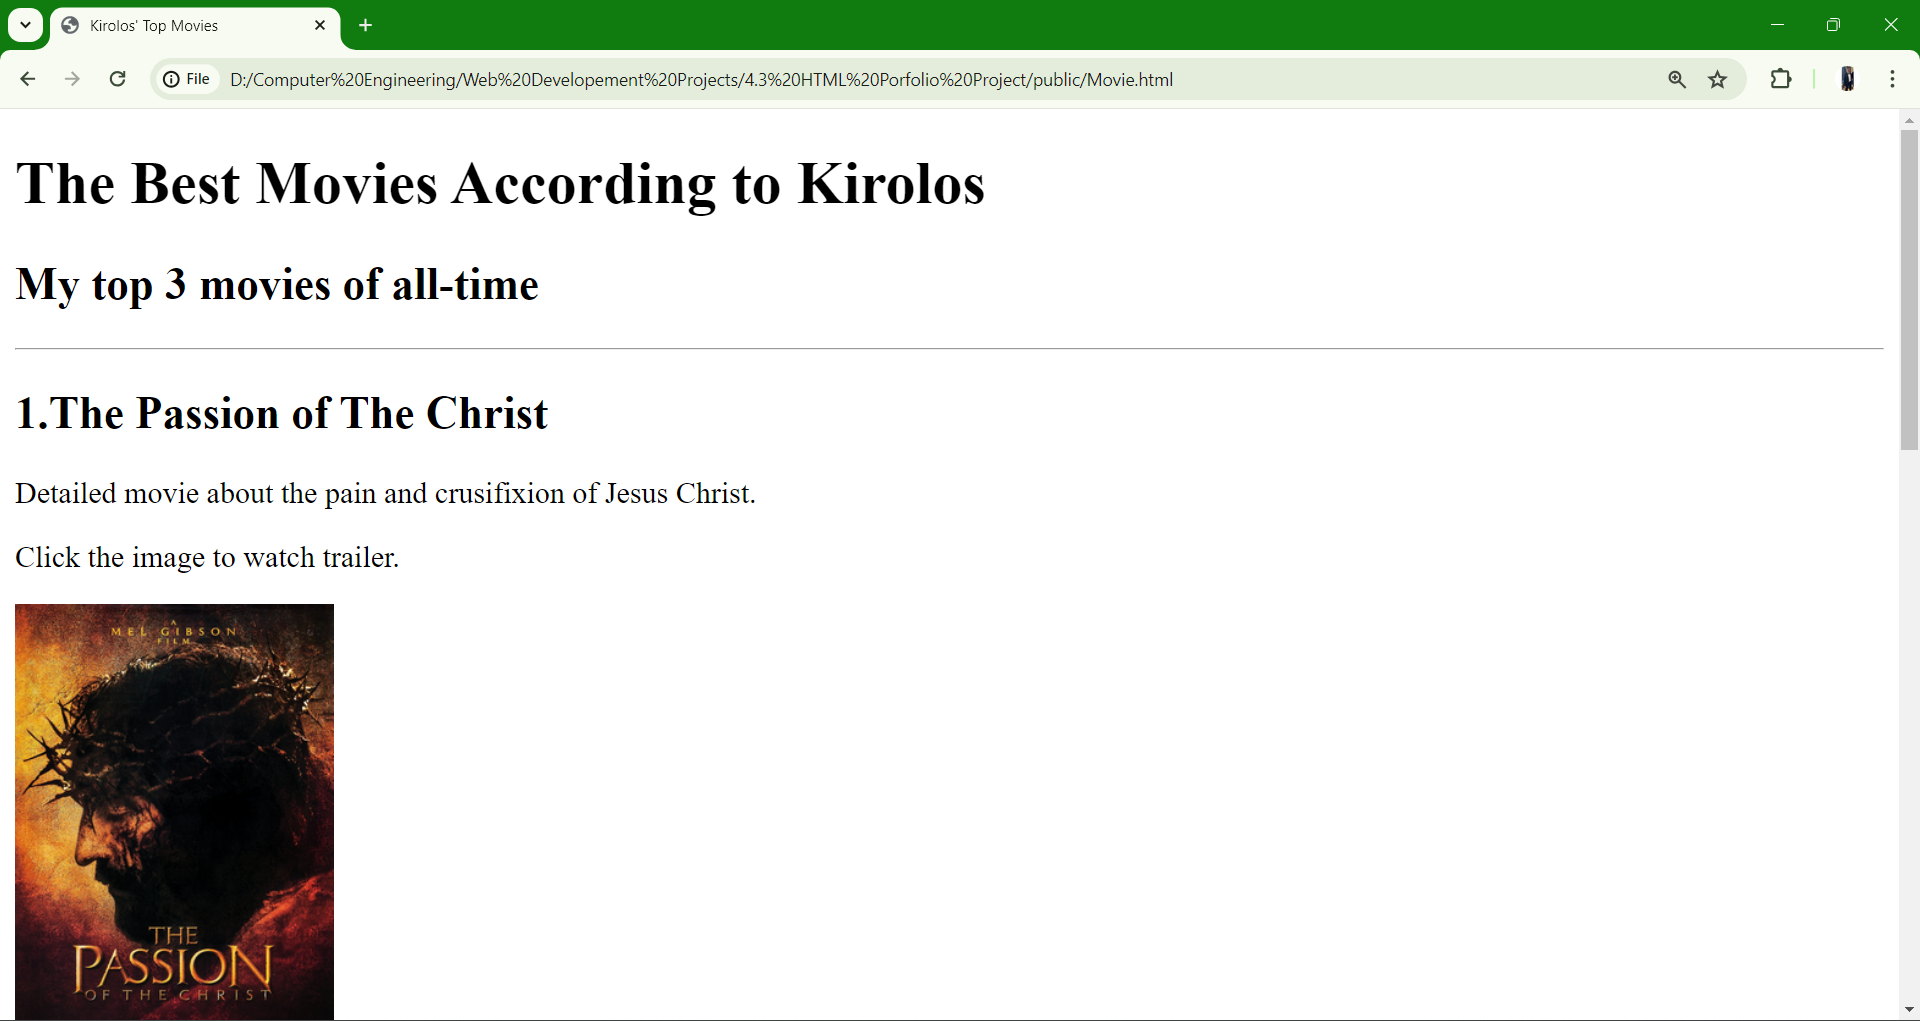 Kirolos' Top Movies
File D:/Computer%20Engineering/Web%20Developement%20Projects/4.3%20HTML%20Porfolio%20Project/public/Movie.html
The Best Movies According to Kirolos
My top 3 movies of all-time
1.The Passion of The Christ
Detailed movie about the pain and crusifixion of Jesus Christ.
Click the image to watch trailer.
A
MEL GIBSON
FILM
THE
PASSION
OF THE CHRIST